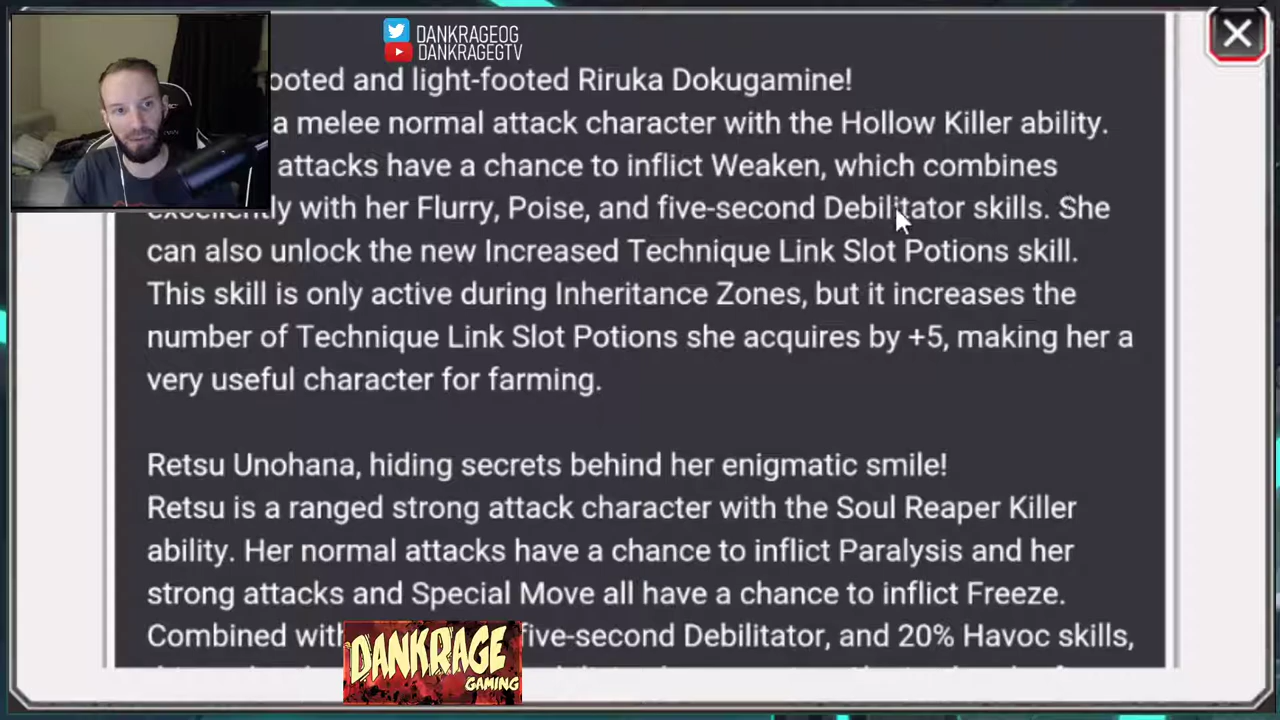 DANKRAGEOG
DANKRAGEGTV
ooted and light-footed Riruka Dokugamine!
a melee normal attack character with the Hollow Killer ability.
attacks have a chance to inflict Weaken, which combines
excellently with her Flurry, Poise, and five-second Debilitator skills. She
can also unlock the new Increased Technique Link Slot Potions skill.
This skill is only active during Inheritance Zones, but it increases the
number of Technique Link Slot Potions she acquires by +5, making her a
very useful character for farming.
Retsu Unohana, hiding secrets behind her enigmatic smile!
Retsu is a ranged strong attack character with the Soul Reaper Killer
ability. Her normal attacks have a chance to inflict Paralysis and her
strong attacks and Special Move all have a chance to inflict Freeze.
Combined with five-second Debilitator, and 20% Havoc skills,
DANKRAGE
GAMING